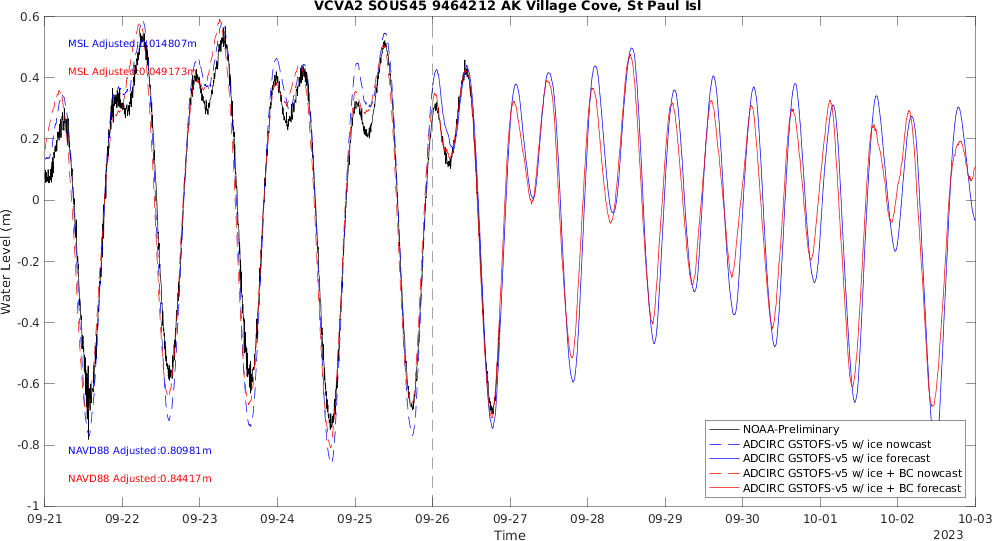 VCVA2 SOUS45 9464212 AK Village Cove, St Paul Isl
0.6
0.4
0.2
0
-0.2
-0.4
-0.6
-0.8
-1
Water Level (m)
MSL Adjusted:0.014807m
MSL Adjusted:0.049173m
NAVD88 Adjusted:0.80981m
NAVD88 Adjusted:0.84417m
NOAA-Preliminary
ADCIRC GSTOFS-v5 w/ ice nowcast
ADCIRC GSTOFS-v5 w/ ice forecast
ADCIRC GSTOFS-v5 w/ ice + BC nowcast
ADCIRC GSTOFS-v5 w/ ice + BC forecast
09-21 09-22 09-23 09-24 09-25 09-26 09-27 09-28 09-29 09-30 10-01 10-02 10-03
Time
2023